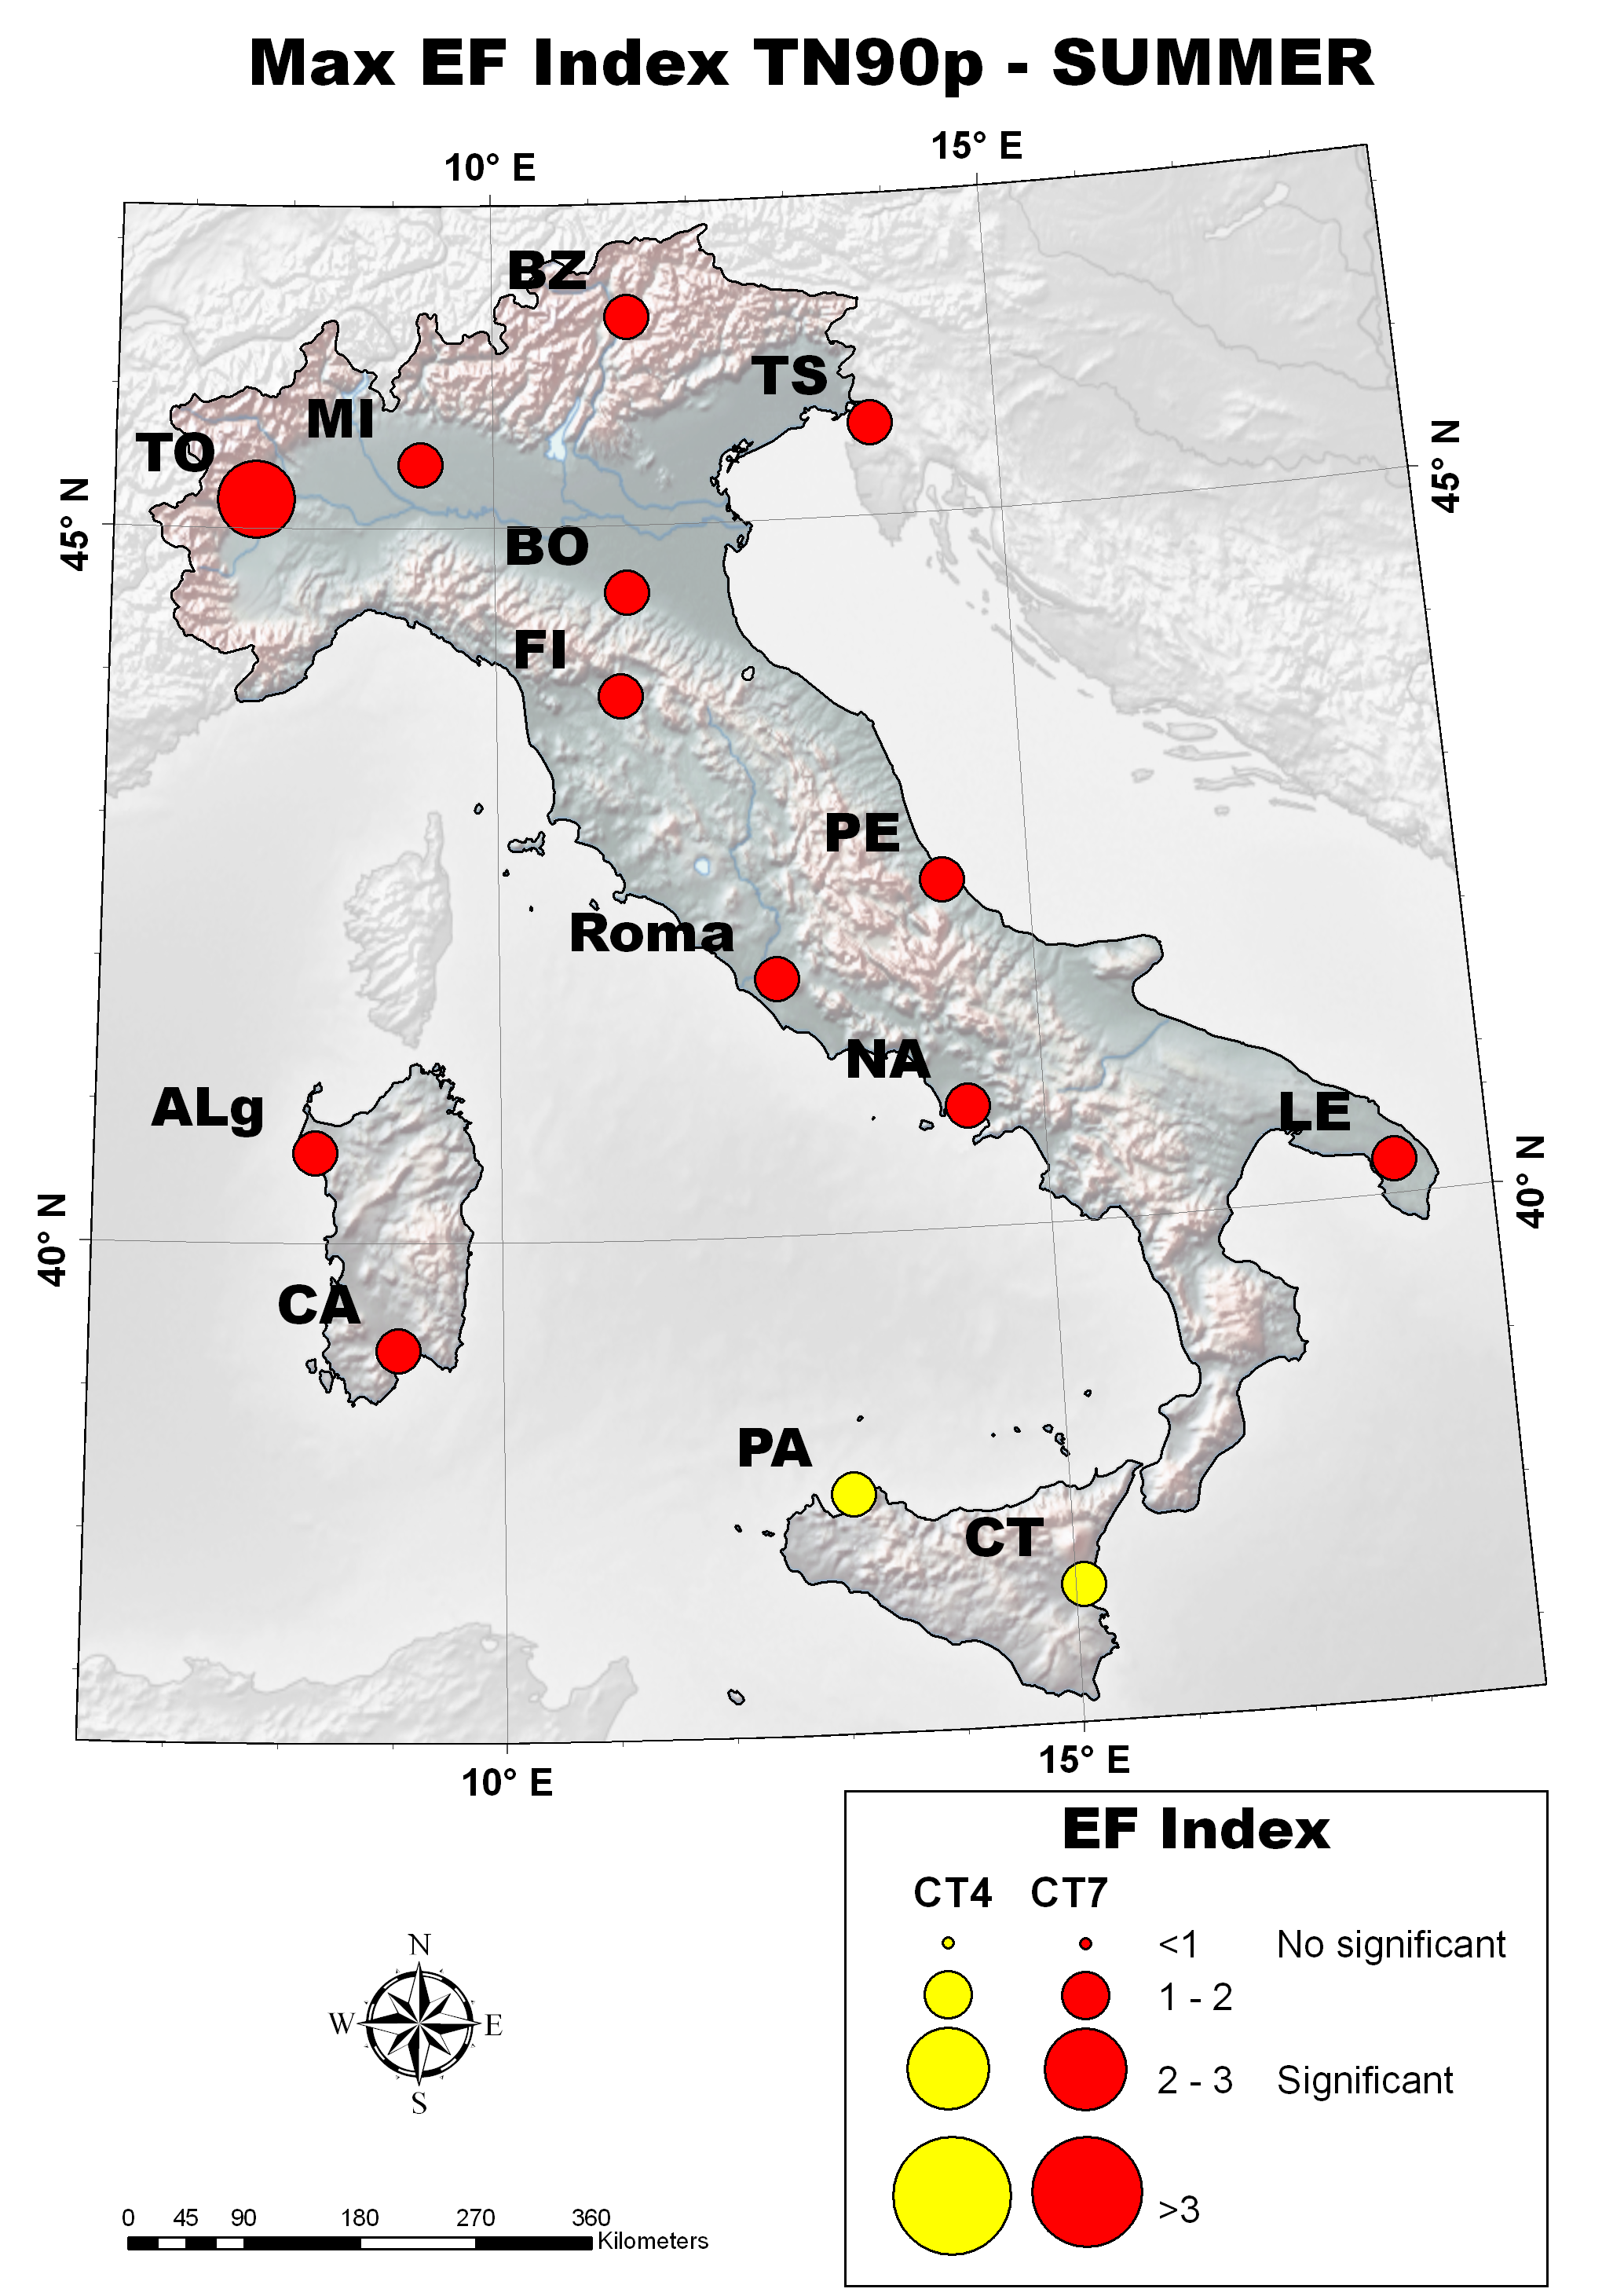 Max EF Index TN90p - SUMMER
10° E
15° E
BZ
TS
MI
TO
45° N
45° N
BO
FI
PE
Roma
NA
ALg
LE
40° N
40° N
CA
PA
CT
10° E
15° E
EF Index
CT4 CT7
<1 No significant
1 - 2
2 - 3 Significant
>3
N
W E
S
0 45 90 180 270 360
Kilometers